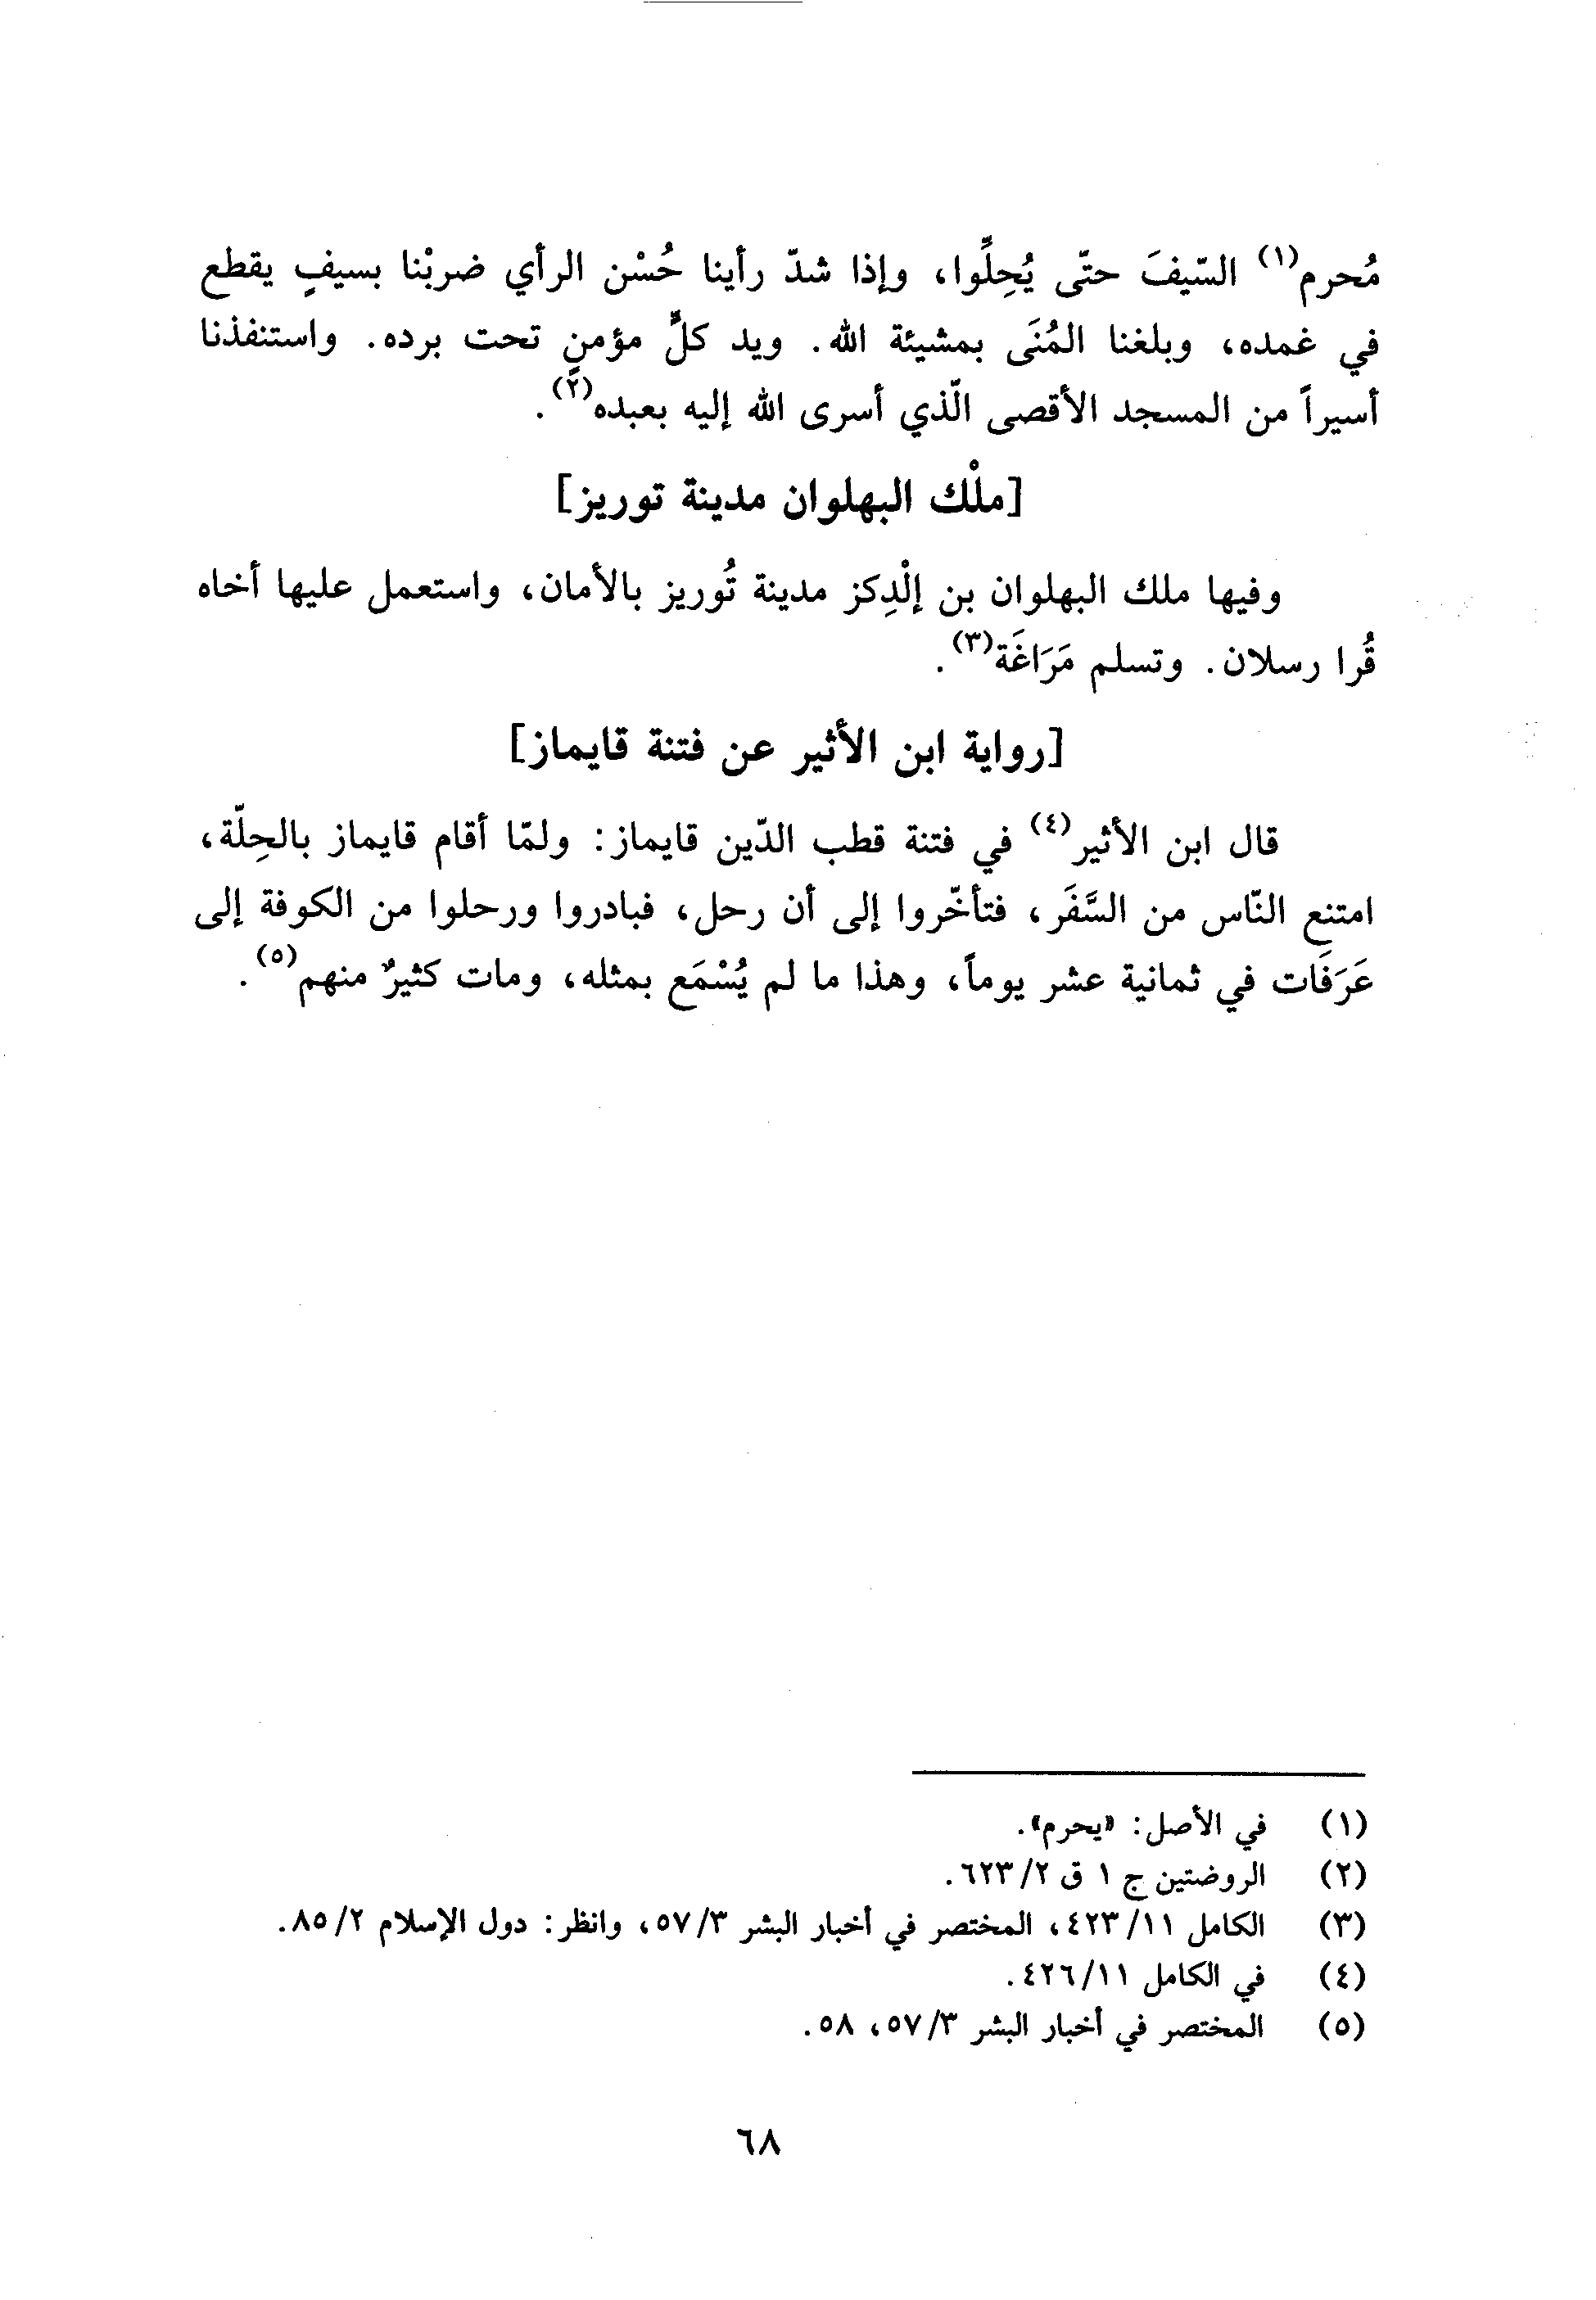 مُحرم(١) السّيفَ حتّى يُحِلِّوا، وإذا شدّ رأينا حُسْن الرأي ضربْنا بسيفٍ يقطع
في غمده، وبلغنا المُنَى بمشيئة الله. ويد كلٍّ مؤمنٍ تحت برده. واستنفذنا
أسيراً من المسجد الأقصى الّذي أسرى الله إليه بعبده(٢).
[ملْك البهلوان مدينة توريز]
وفيها ملك البهلوان بن إلْدِكز مدينة تُوريز بالأمان، واستعمل عليها أخاه
قُرا رسلان. وتسلم مَرَاغَة(٣).
[رواية ابن الأثير عن فتنة قايماز]
قال ابن الأثير(٤) في فتنة قطب الدّين قايماز: ولمّا أقام قايماز بالحِلّة،
امتنع النّاس من السَّفَر، فتأخّروا إلى أن رحل، فبادروا ورحلوا من الكوفة إلى
عَرَفَات في ثمانية عشر يوماً، وهذا ما لم يُسْمَع بمثله، ومات كثيرٌ منهم(٥).
(١) في الأصل: «يحرم».
(٢) الروضتين ج ١ ق ٢/٦٢٣.
(٣) الكامل ١١/٤٢٣، المختصر في أخبار البشر ٣/٥٧، وانظر: دول الإسلام ٢/٨٥.
(٤) في الكامل ١١/٤٢٦.
(٥) المختصر في أخبار البشر ٣/٥٧، ٥٨.
٦٨